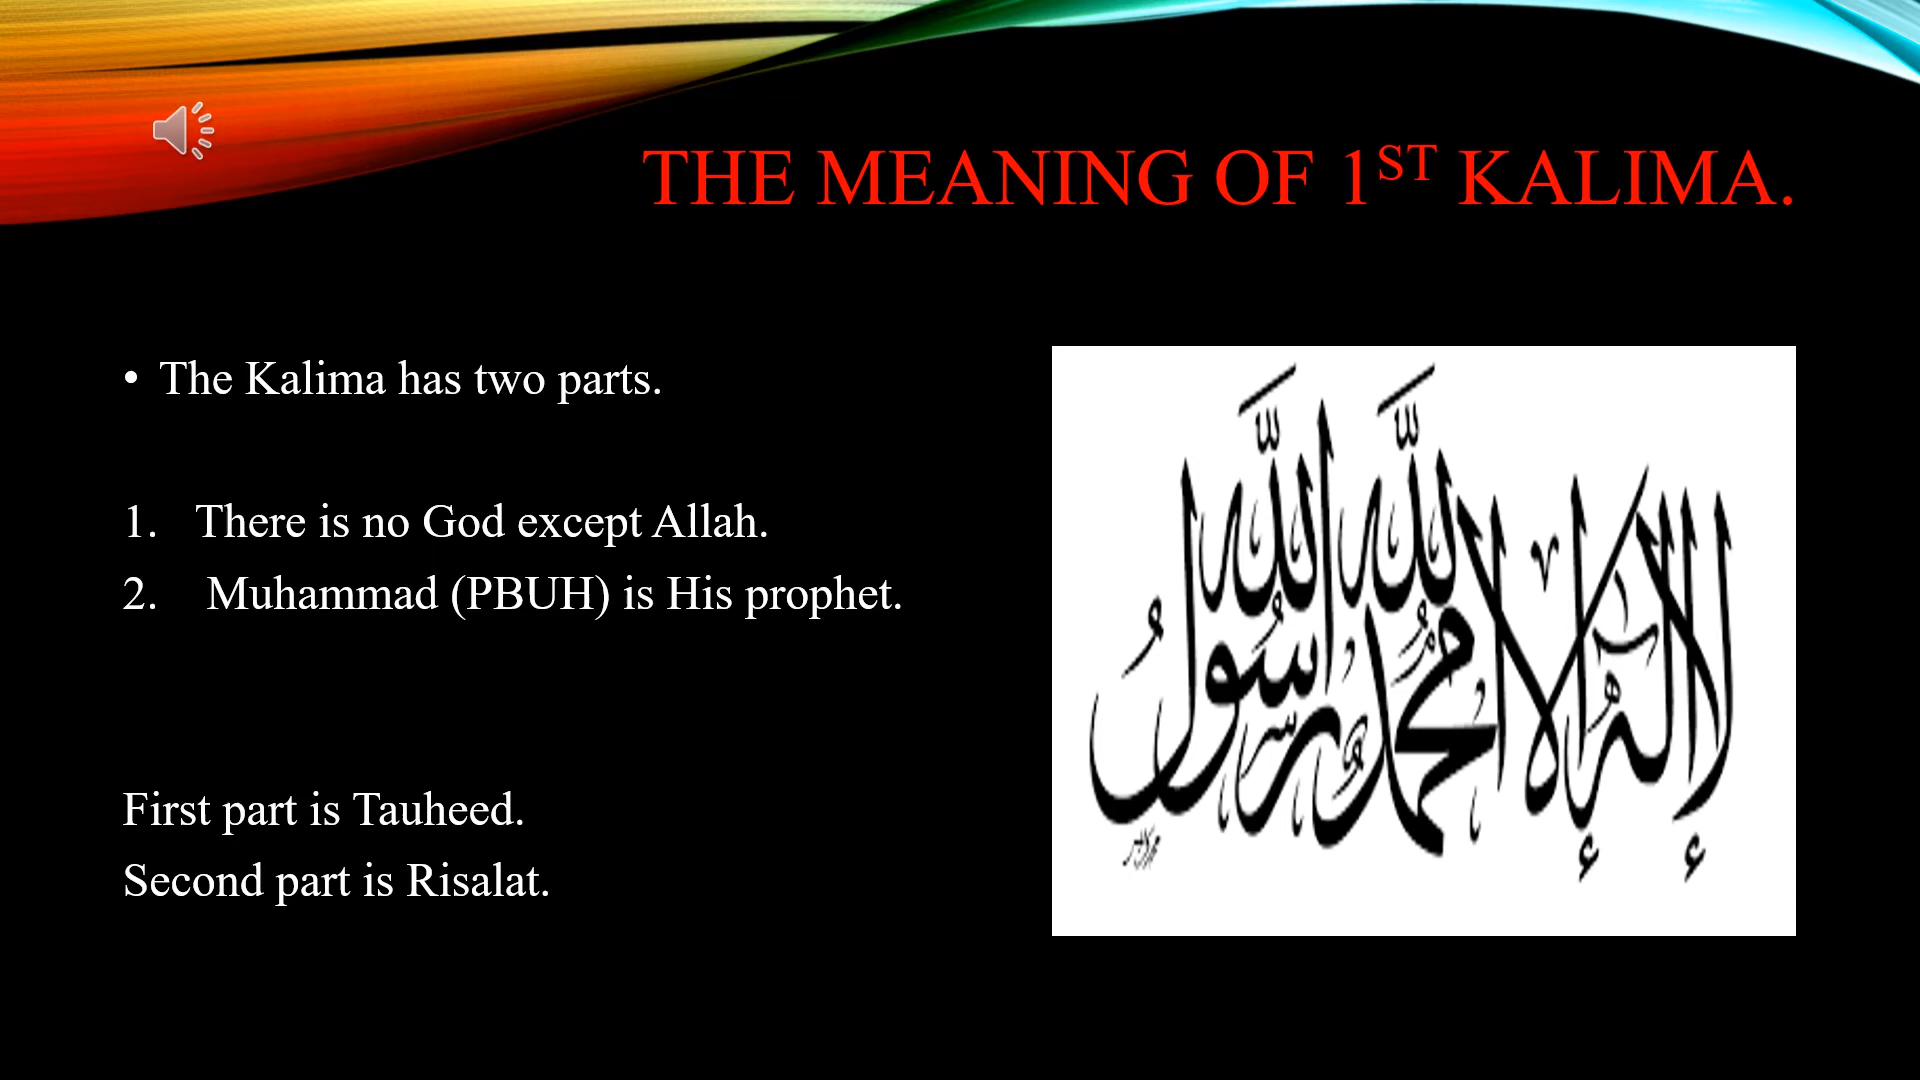 THE MEANING OF 1ST KALIMA.
• The Kalima has two parts.
1. There is no God except Allah.
2. Muhammad (PBUH) is His prophet.
First part is Tauheed.
Second part is Risalat.
لا إله إلا الله محمد رسول الله